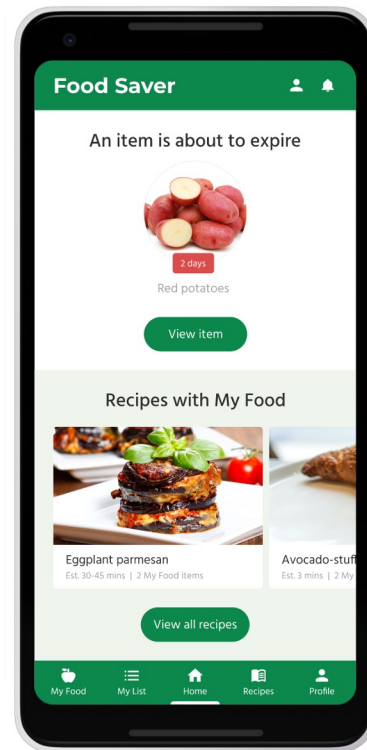 Food Saver
An item is about to expire
2 days
Red potatoes
View item
Recipes with My Food
Eggplant parmesan
Est. 30-45 mins | 2 My Food items
Avocado-stuff
Est. 3 mins | 2 My
View all recipes
My Food
My List
Home
Recipes
Profile